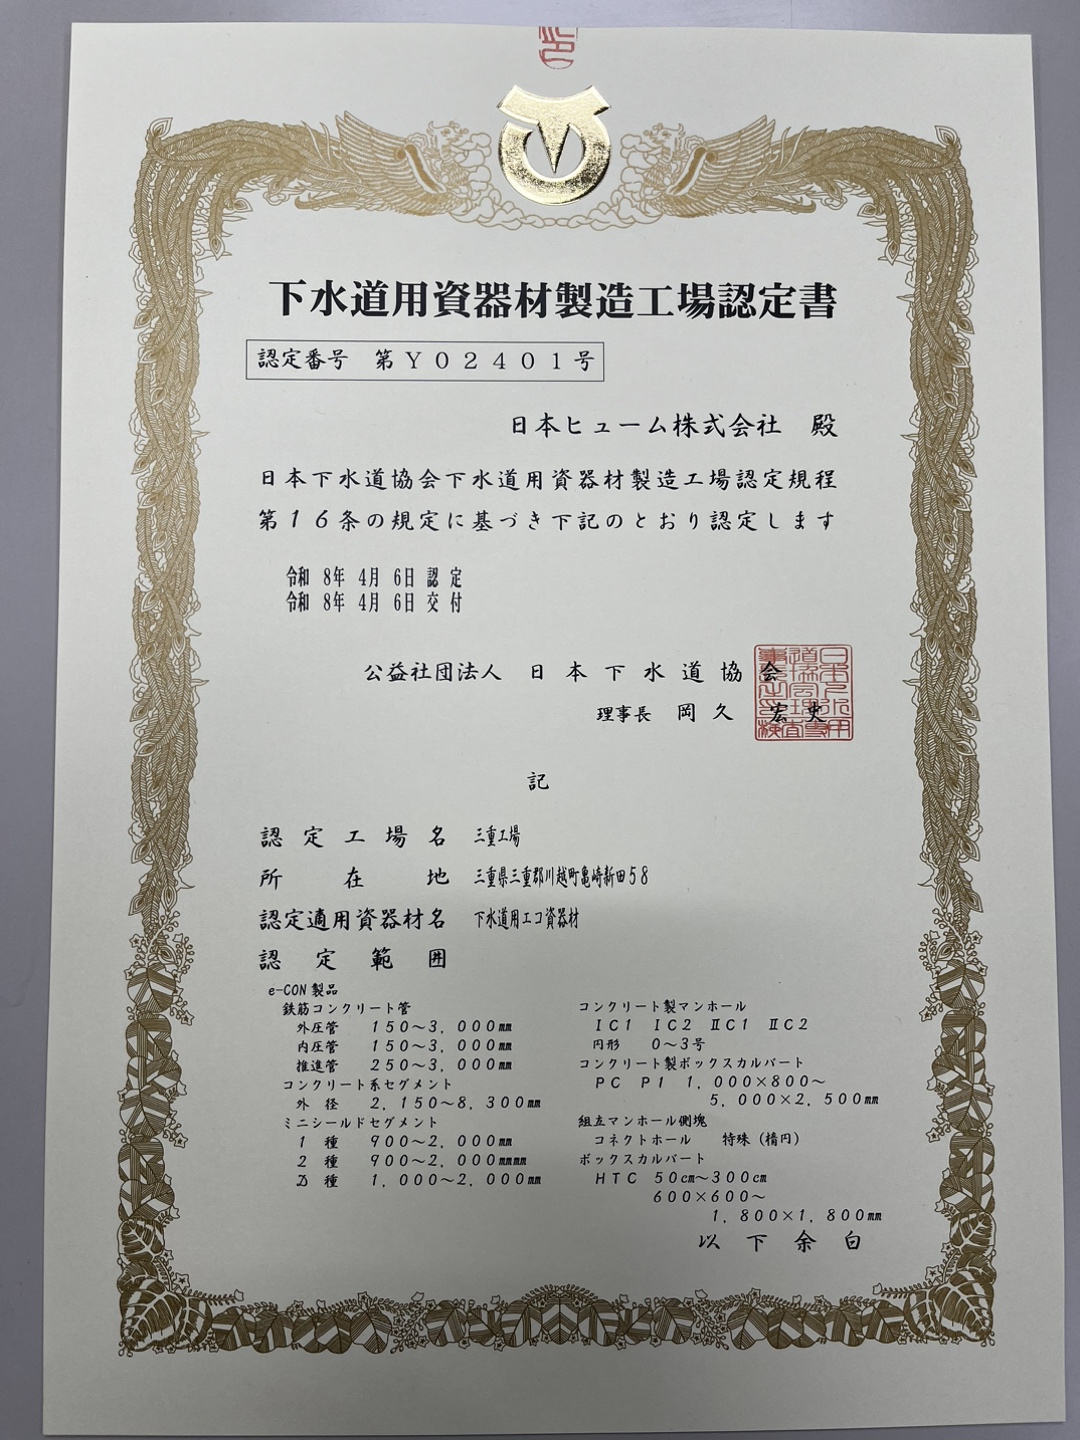 下水道用資器材製造工場認定書
認定番号 第Y02401号
日本ヒューム株式会社 殿
日本下水道協会下水道用資器材製造工場認定規程
第16条の規定に基づき下記のとおり認定します
令和 8年 4月 6日 認 定
令和 8年 4月 6日 交 付
公益社団法人 日本下水道協会
理事長 岡久 宏史
記
認定工場名 三重工場
所在地 三重県三重郡川越町亀崎新田58
認定適用資器材名 下水道用エコ資器材
認定範囲
e-CON製品
鉄筋コンクリート管
外圧管 150~3,000㎜
内圧管 150~3,000㎜
推進管 250~3,000㎜
コンクリート系セグメント
外 径 2,150~8,300㎜
ミニシールドセグメント
1 種 900~2,000㎜
2 種 900~2,000㎜㎜
D 種 1,000~2,000㎜
コンクリート製マンホール
IC1 IC2 ⅡC1 ⅡC2
円形 0~3号
コンクリート製ボックスカルバート
PC P1 1,000×800~
5,000×2,500㎜
組立マンホール側塊
コネクトホール 特殊(楕円)
ボックスカルバート
HTC 50㎝~300㎝
600×600~
1,800×1,800㎜
以下余白